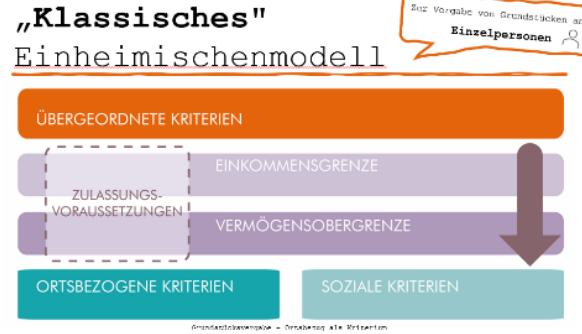 „Klassisches"
Einheimischenmodell
Zur Vergabe von Grundstücken an
Einzelpersonen
ÜBERGEORDNETE KRITERIEN
EINKOMMENSGRENZE
ZULASSUNGS-
VORAUSSETZUNGEN
VERMÖGENSOBERGRENZE
ORTSBEZOGENE KRITERIEN
SOZIALE KRITERIEN
Grundstücksvergabe – Ortsbezug als Kriterium